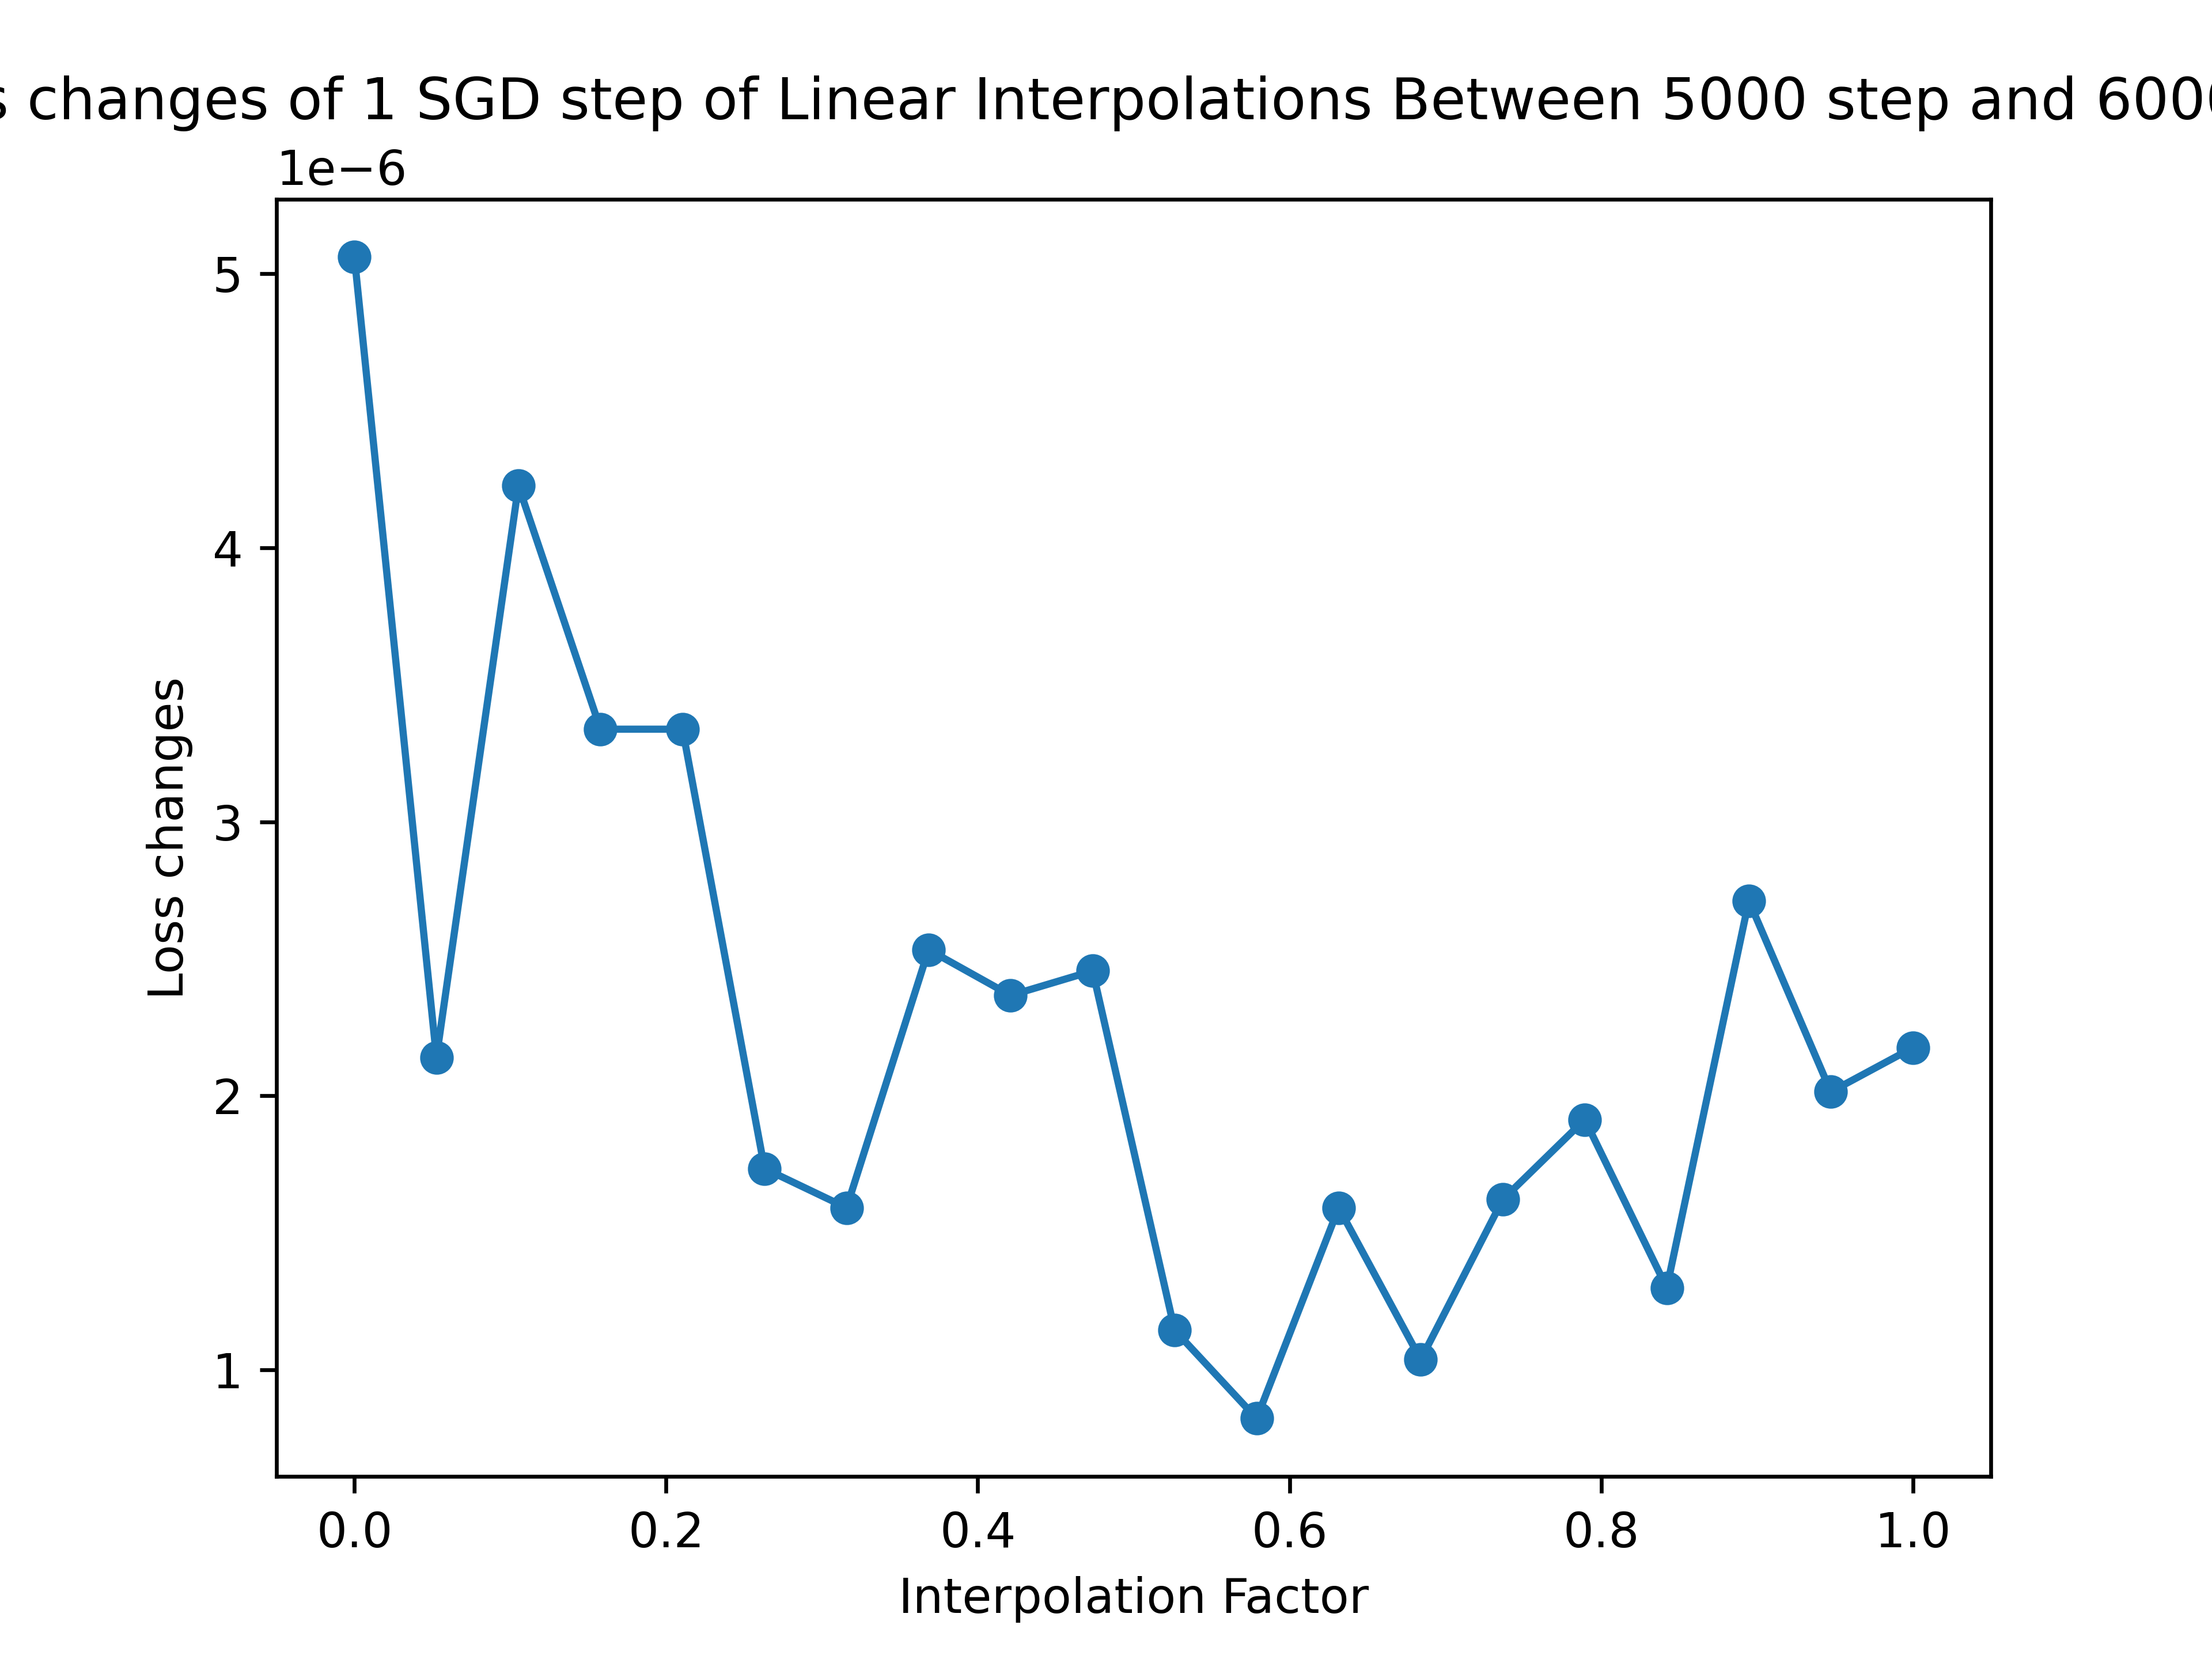 changes of 1 SGD step of Linear Interpolations Between 5000 step and
1e−6
5
4
3
2
1
Loss changes
0.0 0.2 0.4 0.6 0.8 1.0
Interpolation Factor